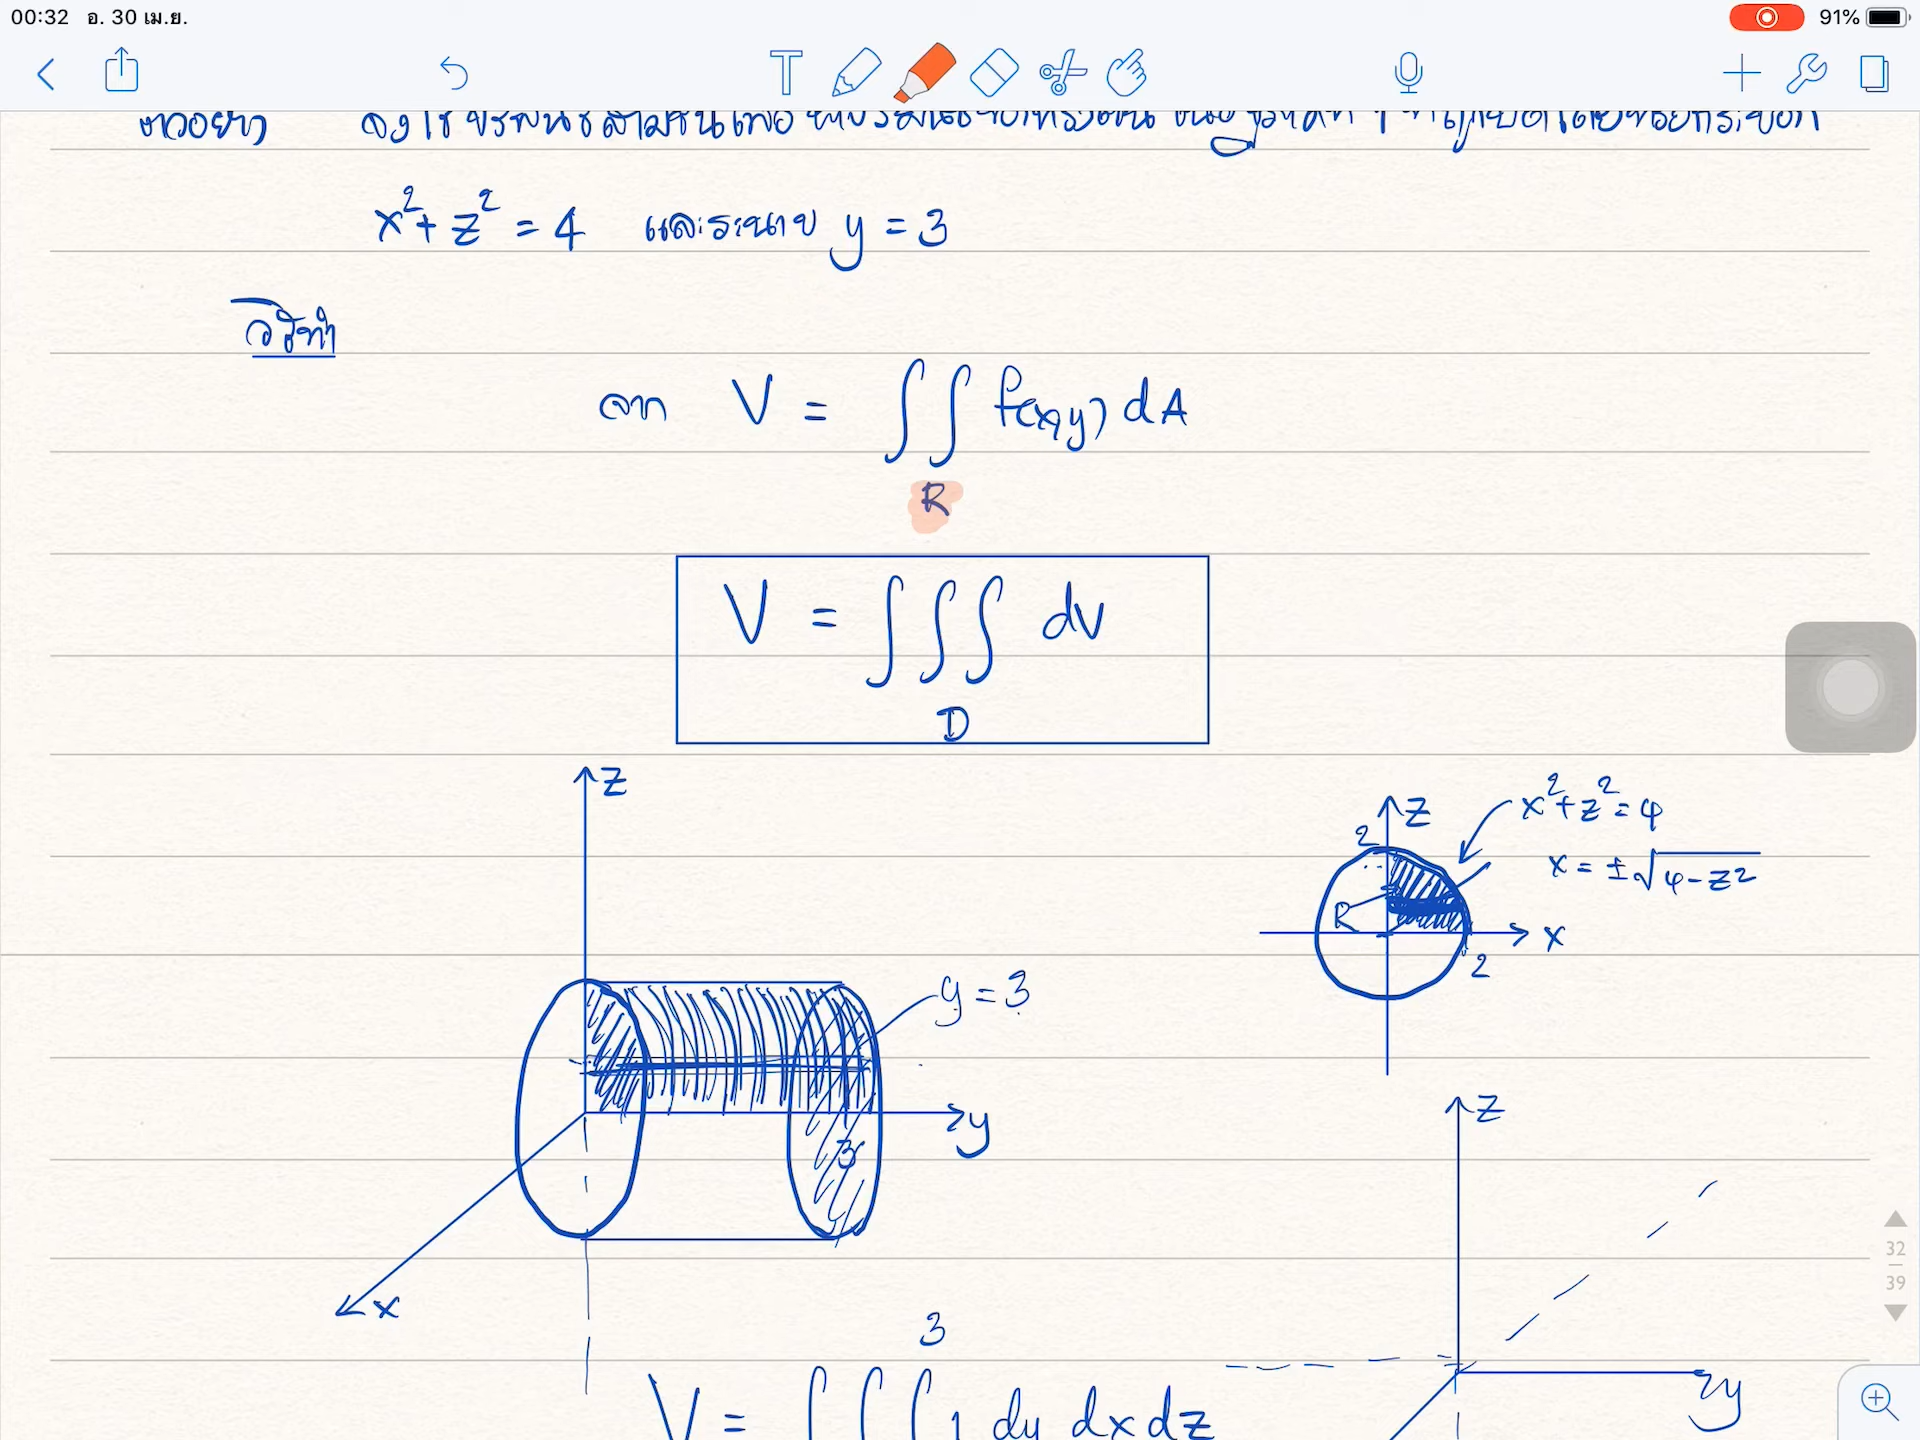 00:32 อ. 30 เม.ย.
91%
ตัวอย่าง
x² + z² = 4 และระนาบ y = 3
วิธีทำ
จาก V = ∫∫ f(x,y) dA
R
V = ∫∫∫ dv
D
z
y = 3
y
3
x
z
2
x² + z² = 4
x = ±√4-z²
R
x
2
z
y
32
39
3
V = ∫∫∫ 1 dy dx dz